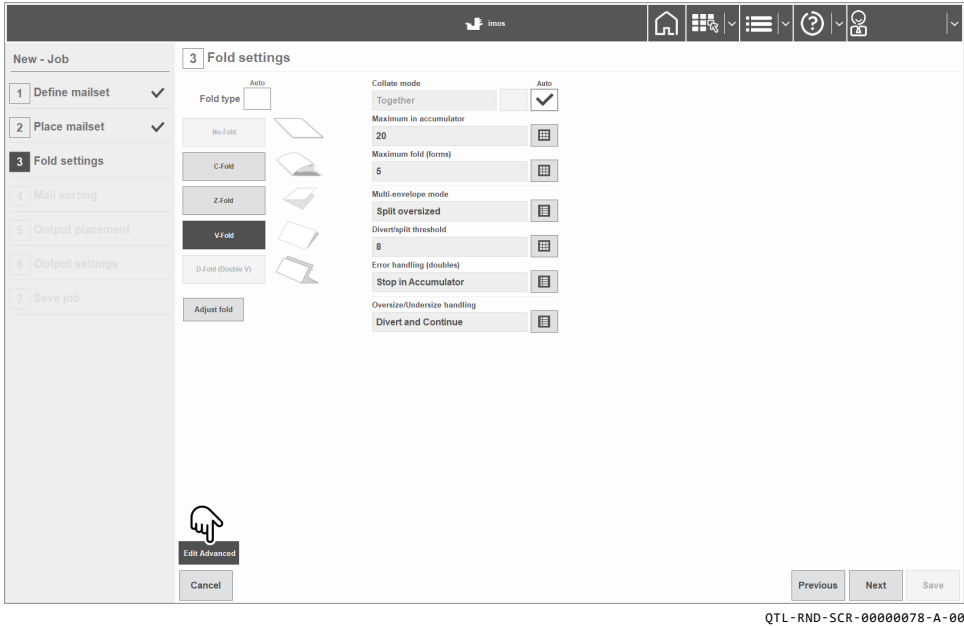 imos
New - Job
1 Define mailset
2 Place mailset
3 Fold settings
4 Mail sorting
5 Output placement
6 Output settings
7 Save job
3 Fold settings
Auto
Fold type
No-Fold
C-Fold
Z-Fold
V-Fold
D-Fold (Double V)
Adjust fold
Collate mode
Auto
Together
Maximum in accumulator
20
Maximum fold (forms)
5
Multi-envelope mode
Split oversized
Divert/split threshold
8
Error handling (doubles)
Stop in Accumulator
Oversize/Undersize handling
Divert and Continue
Edit Advanced
Cancel
Previous
Next
Save
QTL-RND-SCR-00000078-A-00